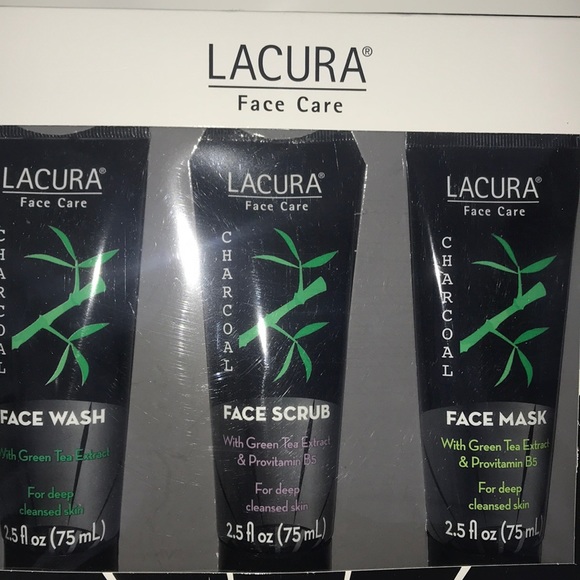 LACURA®
Face Care
LACURA®
Face Care
CHARCOAL
FACE WASH
With Green Tea Extract
For deep
cleansed skin
2.5 fl oz (75 mL)
LACURA®
Face Care
CHARCOAL
FACE SCRUB
With Green Tea Extract
& Provitamin B5
For deep
cleansed skin
2.5 fl oz (75 mL)
LACURA®
Face Care
CHARCOAL
FACE MASK
With Green Tea Extract
& Provitamin B5
For deep
cleansed skin
2.5 fl oz (75 mL)